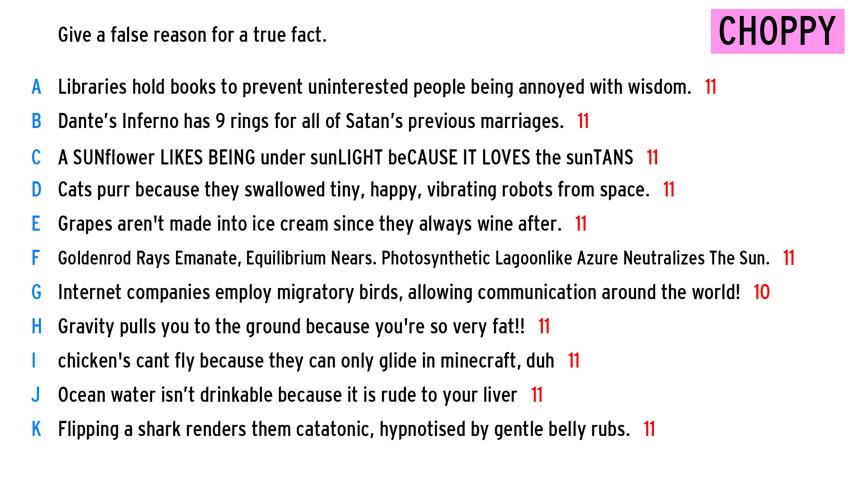 Give a false reason for a true fact.
CHOPPY
A Libraries hold books to prevent uninterested people being annoyed with wisdom. 11
B Dante's Inferno has 9 rings for all of Satan's previous marriages. 11
C A SUNflower LIKES BEING under sunLIGHT beCAUSE IT LOVES the sunTANS 11
D Cats purr because they swallowed tiny, happy, vibrating robots from space. 11
E Grapes aren't made into ice cream since they always wine after. 11
F Goldenrod Rays Emanate, Equilibrium Nears. Photosynthetic Lagoonlike Azure Neutralizes The Sun. 11
G Internet companies employ migratory birds, allowing communication around the world! 10
H Gravity pulls you to the ground because you're so very fat!! 11
I chicken's cant fly because they can only glide in minecraft, duh 11
J Ocean water isn't drinkable because it is rude to your liver 11
K Flipping a shark renders them catatonic, hypnotised by gentle belly rubs. 11